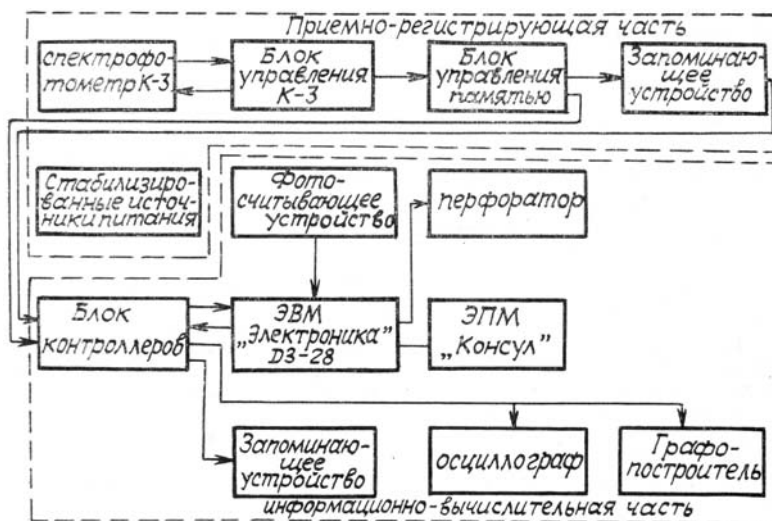 Приемно-регистрирующая часть
спектрофо-
тометр К-3
Блок
управления
К-3
Блок
управления
памятью
Запоминаю-
щее
устройство
Стабилизиро-
ванные источ-
ники питания
Фото-
считывающее
устройство
перфоратор
Блок
контроллеров
ЭВМ
„Электроника"
D3-28
ЭПМ
„Консул"
Запоминаю-
щее
устройство
осциллограф
Графо-
построитель
информационно-вычислительная часть